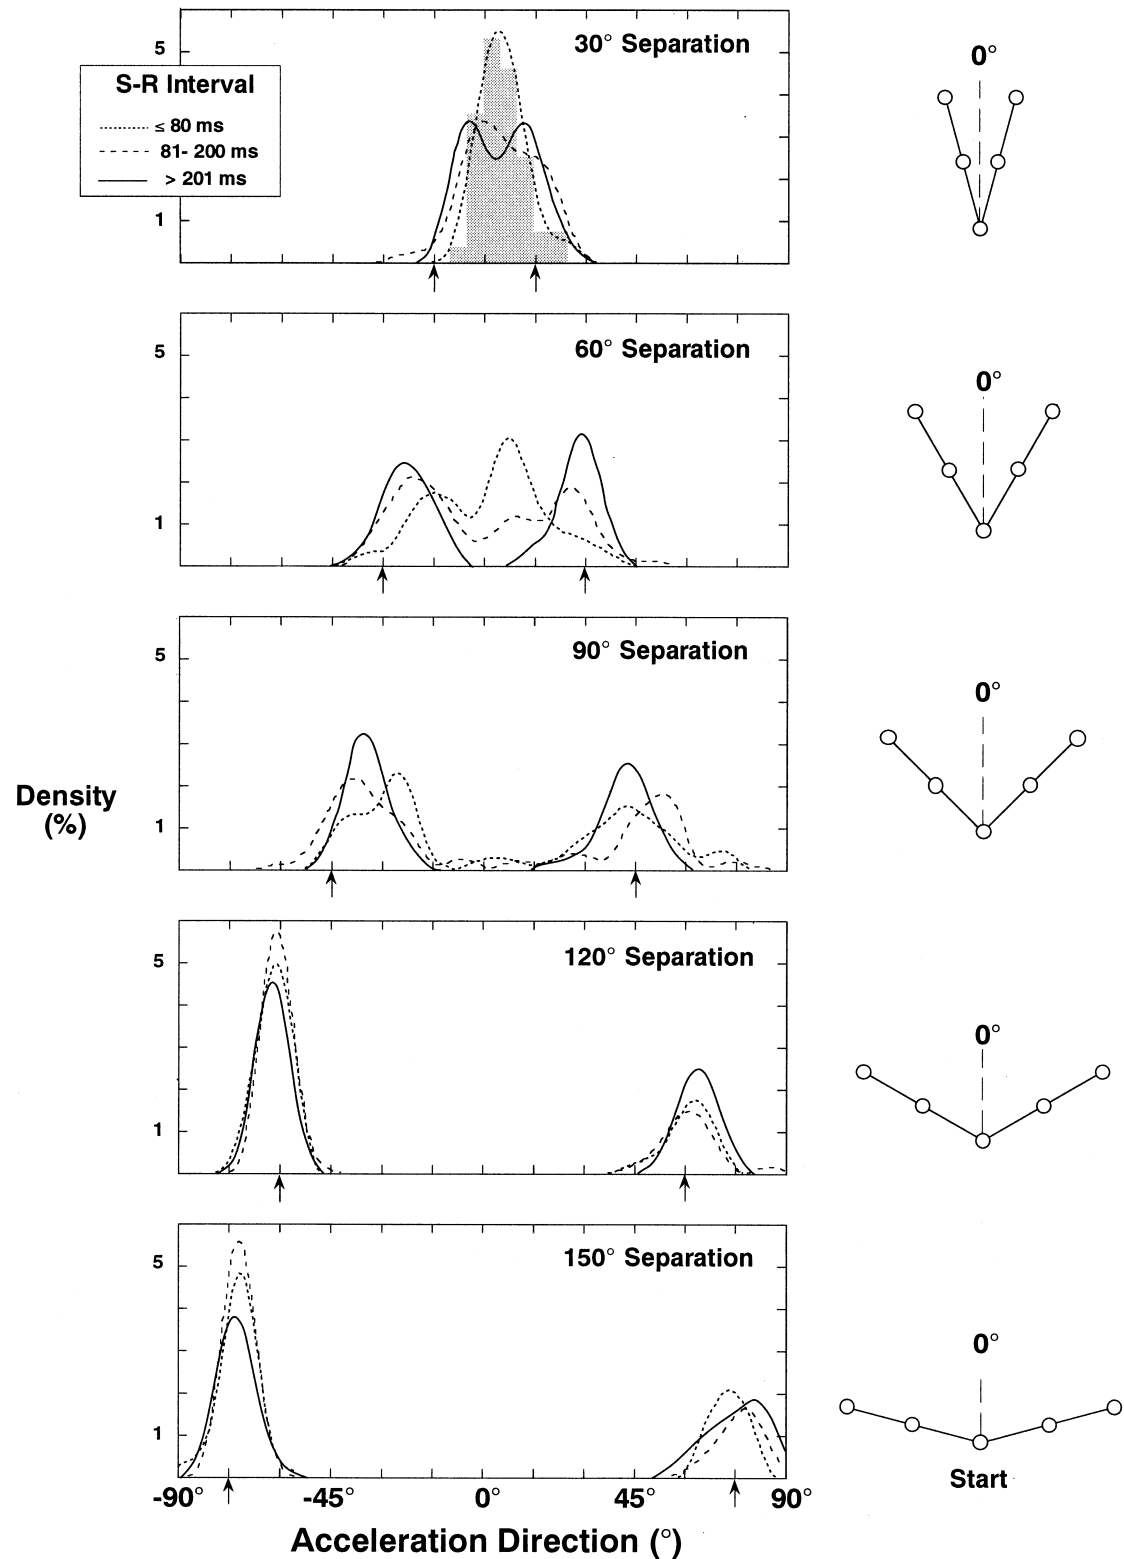 30° Separation
5
S-R Interval
≤ 80 ms
81- 200 ms
> 201 ms
1
0°
60° Separation
5
1
0°
90° Separation
5
1
0°
Density
(%)
120° Separation
5
1
0°
150° Separation
5
1
0°
Start
-90° -45° 0° 45° 90°
Acceleration Direction (°)